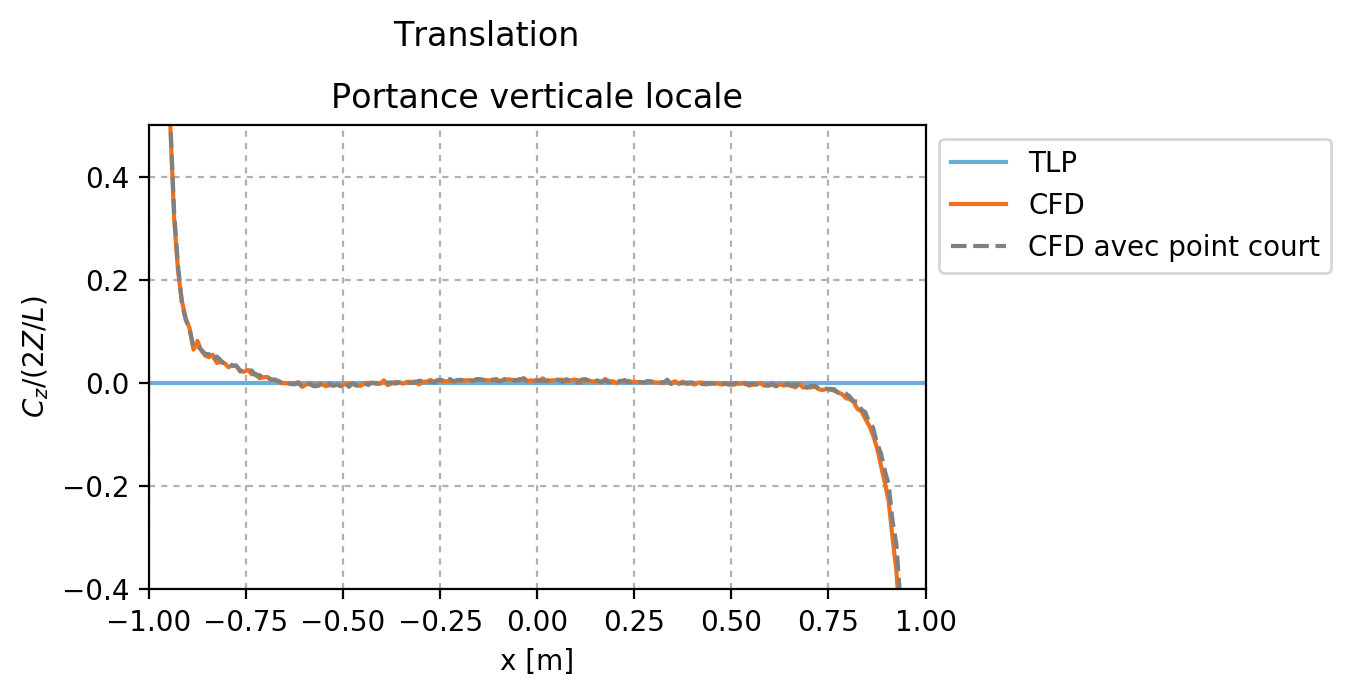 Translation
Portance verticale locale
TLP
CFD
CFD avec point court
0.4
0.2
0.0
−0.2
−0.4
C_z/(2Z/L)
−1.00 −0.75 −0.50 −0.25 0.00 0.25 0.50 0.75 1.00
x [m]